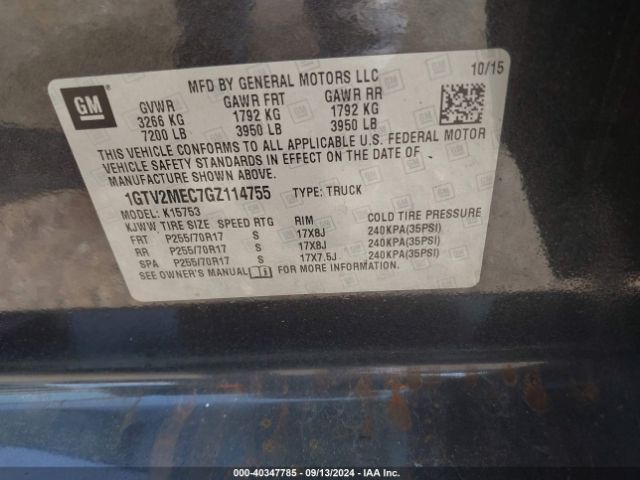 GM
MFD BY GENERAL MOTORS LLC
10/15
GVWR GAWR FRT GAWR RR
3266 KG 1792 KG 1792 KG
7200 LB 3950 LB 3950 LB
THIS VEHICLE CONFORMS TO ALL APPLICABLE U.S. FEDERAL MOTOR
VEHICLE SAFETY STANDARDS IN EFFECT ON THE DATE OF
MANUFACTURE SHOWN ABOVE.
1GTV2MEC7GZ114755 TYPE: TRUCK
MODEL: K15753
KJWW TIRE SIZE SPEED RTG RIM COLD TIRE PRESSURE
FRT P255/70R17 S 17X8J 240KPA(35PSI)
RR P255/70R17 S 17X8J 240KPA(35PSI)
SPA P255/70R17 S 17X7.5J 240KPA(35PSI)
SEE OWNER'S MANUAL FOR MORE INFORMATION.
Stock - 40347785 - 09/13/2024 - IAA Inc.